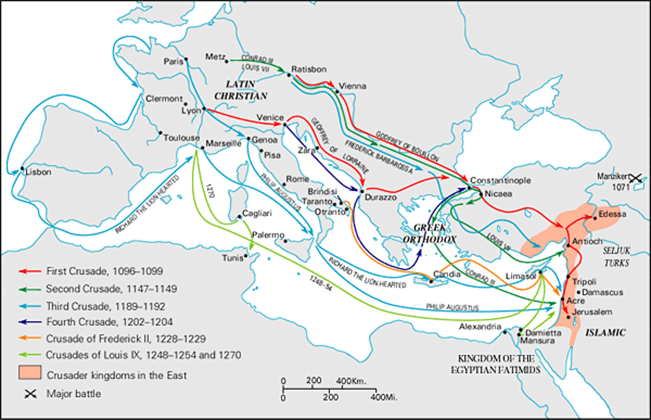 Paris
Metz
CONRAD III
LOUIS VII
Ratisbon
Vienna
LATIN
CHRISTIAN
Clermont
Lyon
Venice
GEOFFREY OF LORRAINE
GODFREY OF BOUILLON
FREDERICK BARBAROSSA
Toulouse
Marseille
Genoa
Pisa
Zara
Constantinople
Manzikert
1071
Lisbon
RICHARD THE LION HEARTED
1270
PHILIP AUGUSTUS
Rome
Brindisi
Taranto
Otranto
Durazzo
Nicaea
Edessa
GREEK
ORTHODOX
LOUIS VII
Antioch
SELJUK
TURKS
Cagliari
Palermo
Tunis
1248–54
RICHARD THE LION HEARTED
Candia
CONRAD III
Limasol
PHILIP AUGUSTUS
Tripoli
Damascus
Acre
Jerusalem
Alexandria
Damietta
Mansura
ISLAMIC
KINGDOM OF THE
EGYPTIAN FATIMIDS
First Crusade, 1096–1099
Second Crusade, 1147–1149
Third Crusade, 1189–1192
Fourth Crusade, 1202–1204
Crusade of Frederick II, 1228–1229
Crusades of Louis IX, 1248–1254 and 1270
Crusader kingdoms in the East
Major battle
0 200 400Km.
0 200 400Mi.